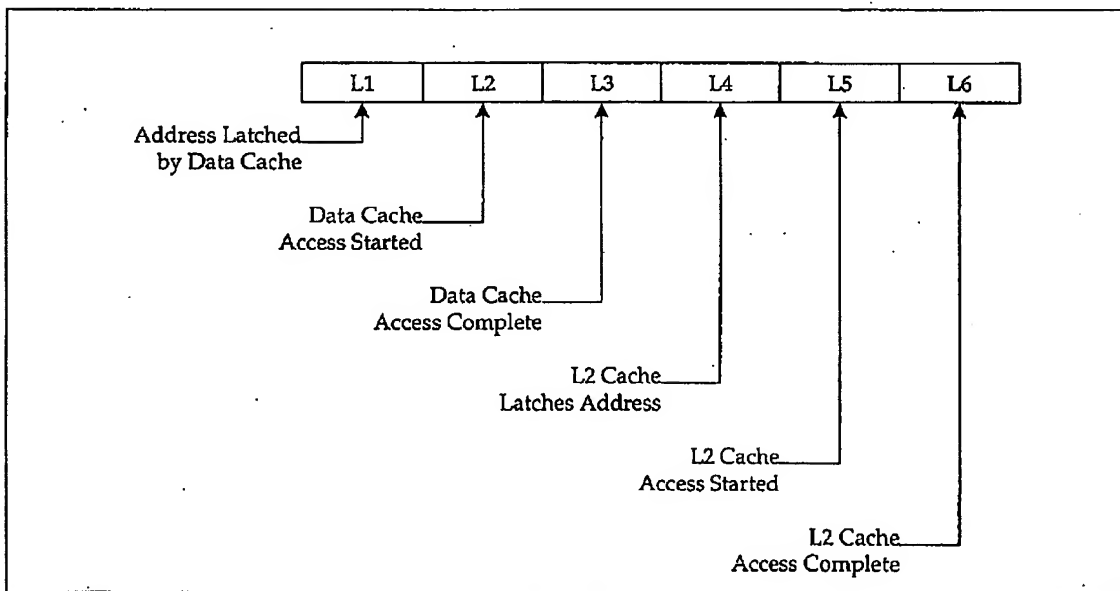 L1 L2 L3 L4 L5 L6
Address Latched
by Data Cache
Data Cache
Access Started
Data Cache
Access Complete
L2 Cache
Latches Address
L2 Cache
Access Started
L2 Cache
Access Complete